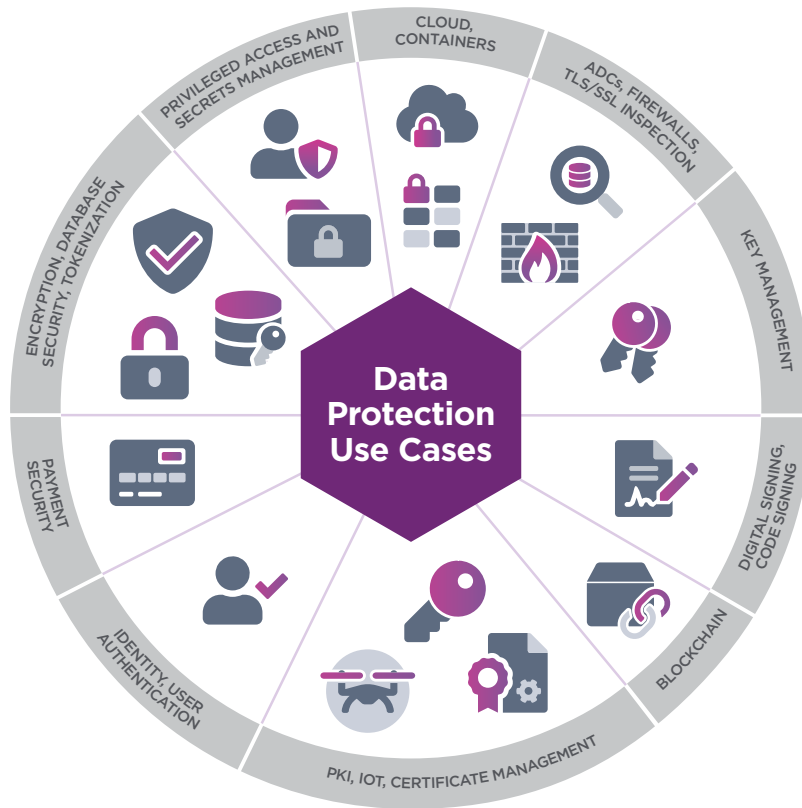 CLOUD,
CONTAINERS
ADCs, FIREWALLS,
TLS/SSL INSPECTION
KEY MANAGEMENT
DIGITAL SIGNING,
CODE SIGNING
BLOCKCHAIN
PKI, IOT, CERTIFICATE MANAGEMENT
IDENTITY, USER
AUTHENTICATION
PAYMENT
SECURITY
ENCRYPTION, DATABASE
SECURITY, TOKENIZATION
PRIVILEGED ACCESS AND
SECRETS MANAGEMENT
Data
Protection
Use Cases